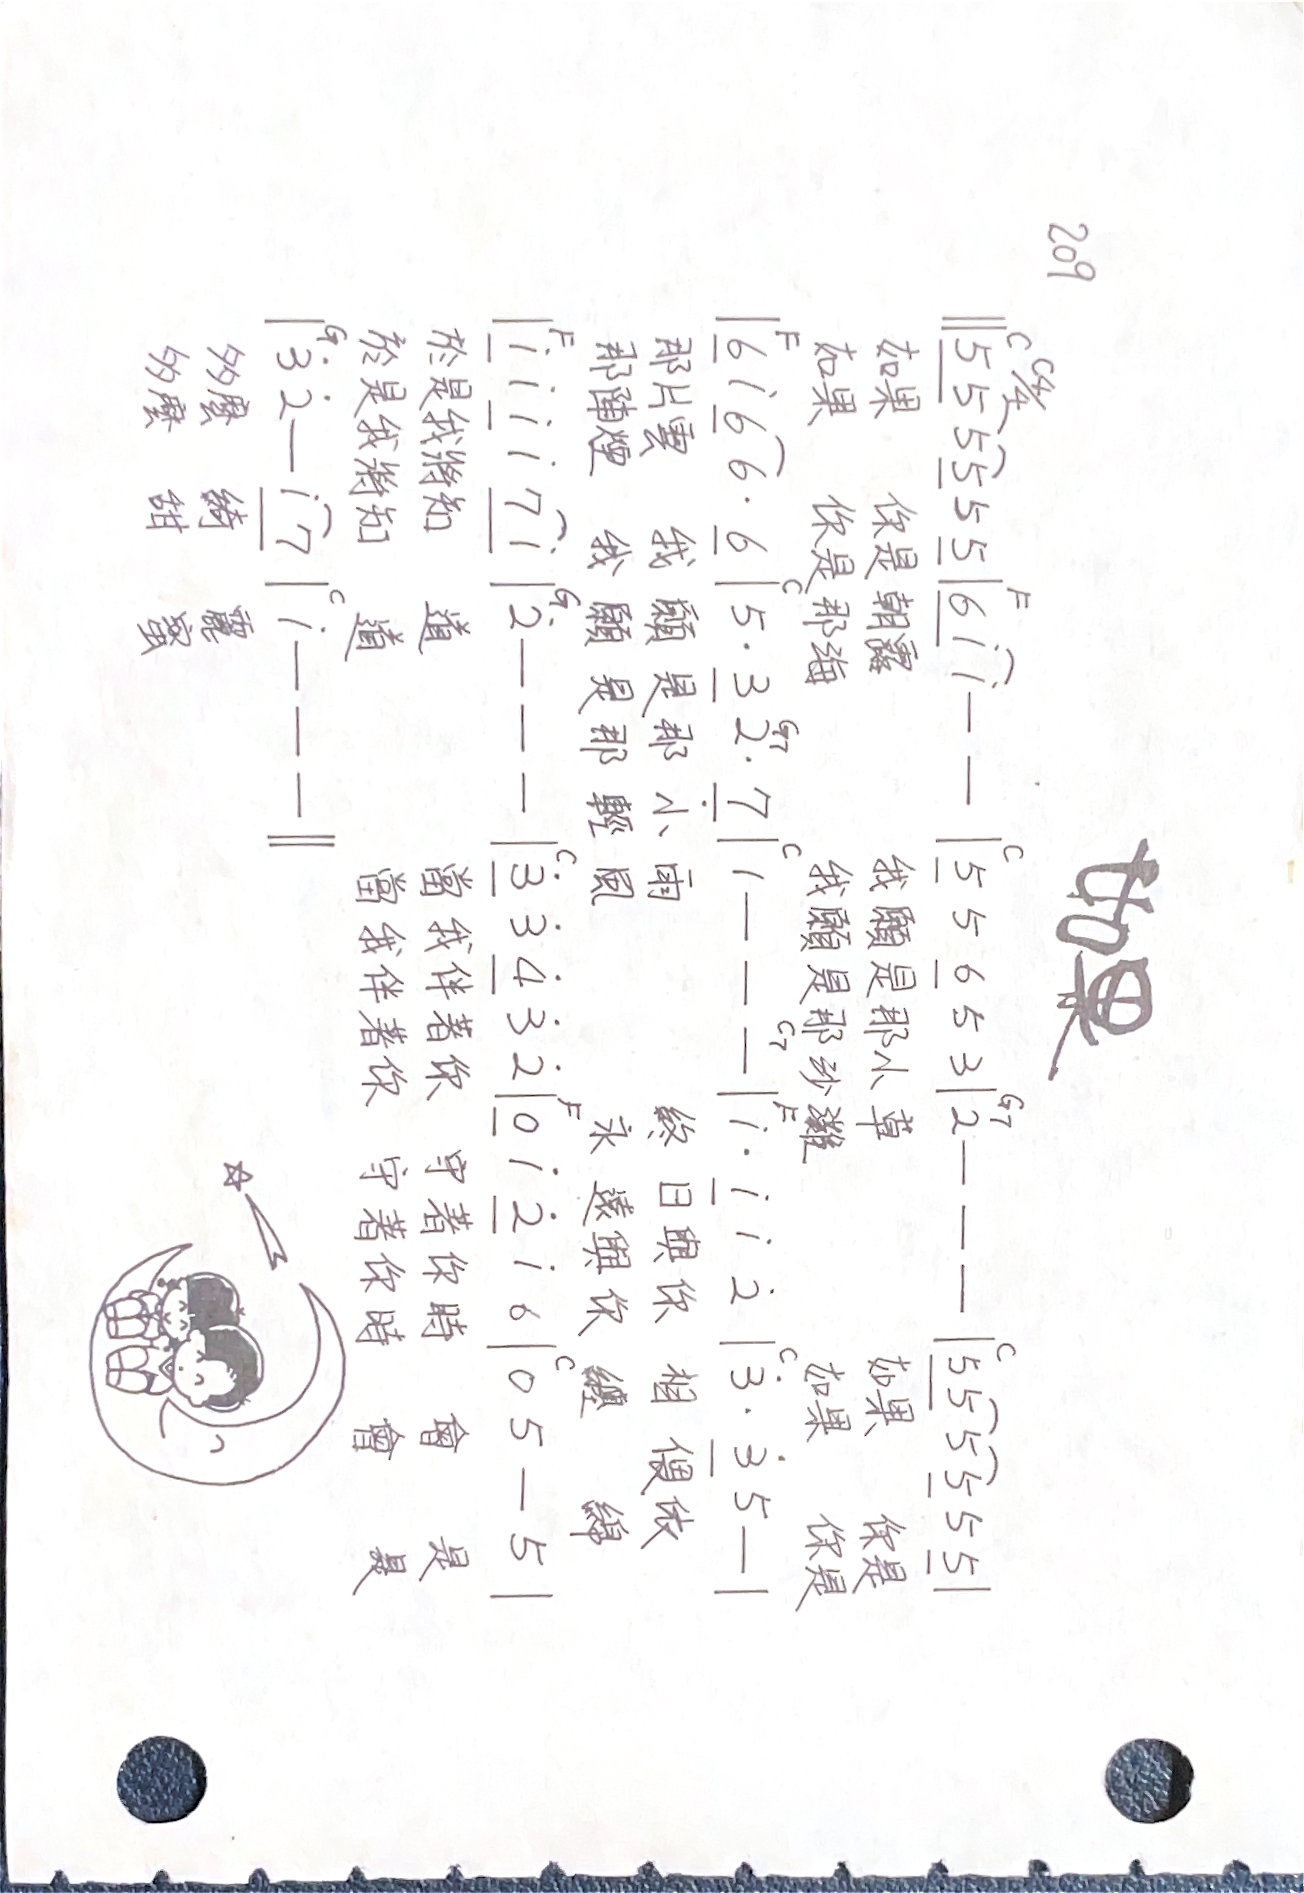 如果
209
C C4/4 F C G7 C
‖5 5 5 5 5 5|6 i i — — |5 5 6 5 3|2 — — — |5 5 5 5 5 5|
如果 你是朝露 我願是那小草 如果 你是
如果 你是那海 我願是那沙灘 如果 你是
F C G7 C C7 F C
|6 i 6 6 · 6|5 · 3 2 · 7̣|1 — — — |i · i i 2̇|3̇ · 3̇ 5 — |
那片雲 我願是那小雨 終日與你相偎依
那陣煙 我願是那輕風 永遠與你纏綿
F G C F C
|i i i i 7 i|2̇ — — — |3̇ 3̇ 4̇ 3̇ 2̇|0 i 2̇ i 6|0 5 — 5|
於是我將知道 當我伴著你 守著你時 會是
於是我將知道 當我伴著你 守著你時 會是
G C
|3̇ 2̇ — i 7|i — — — ‖
多麼綺麗
多麼甜蜜